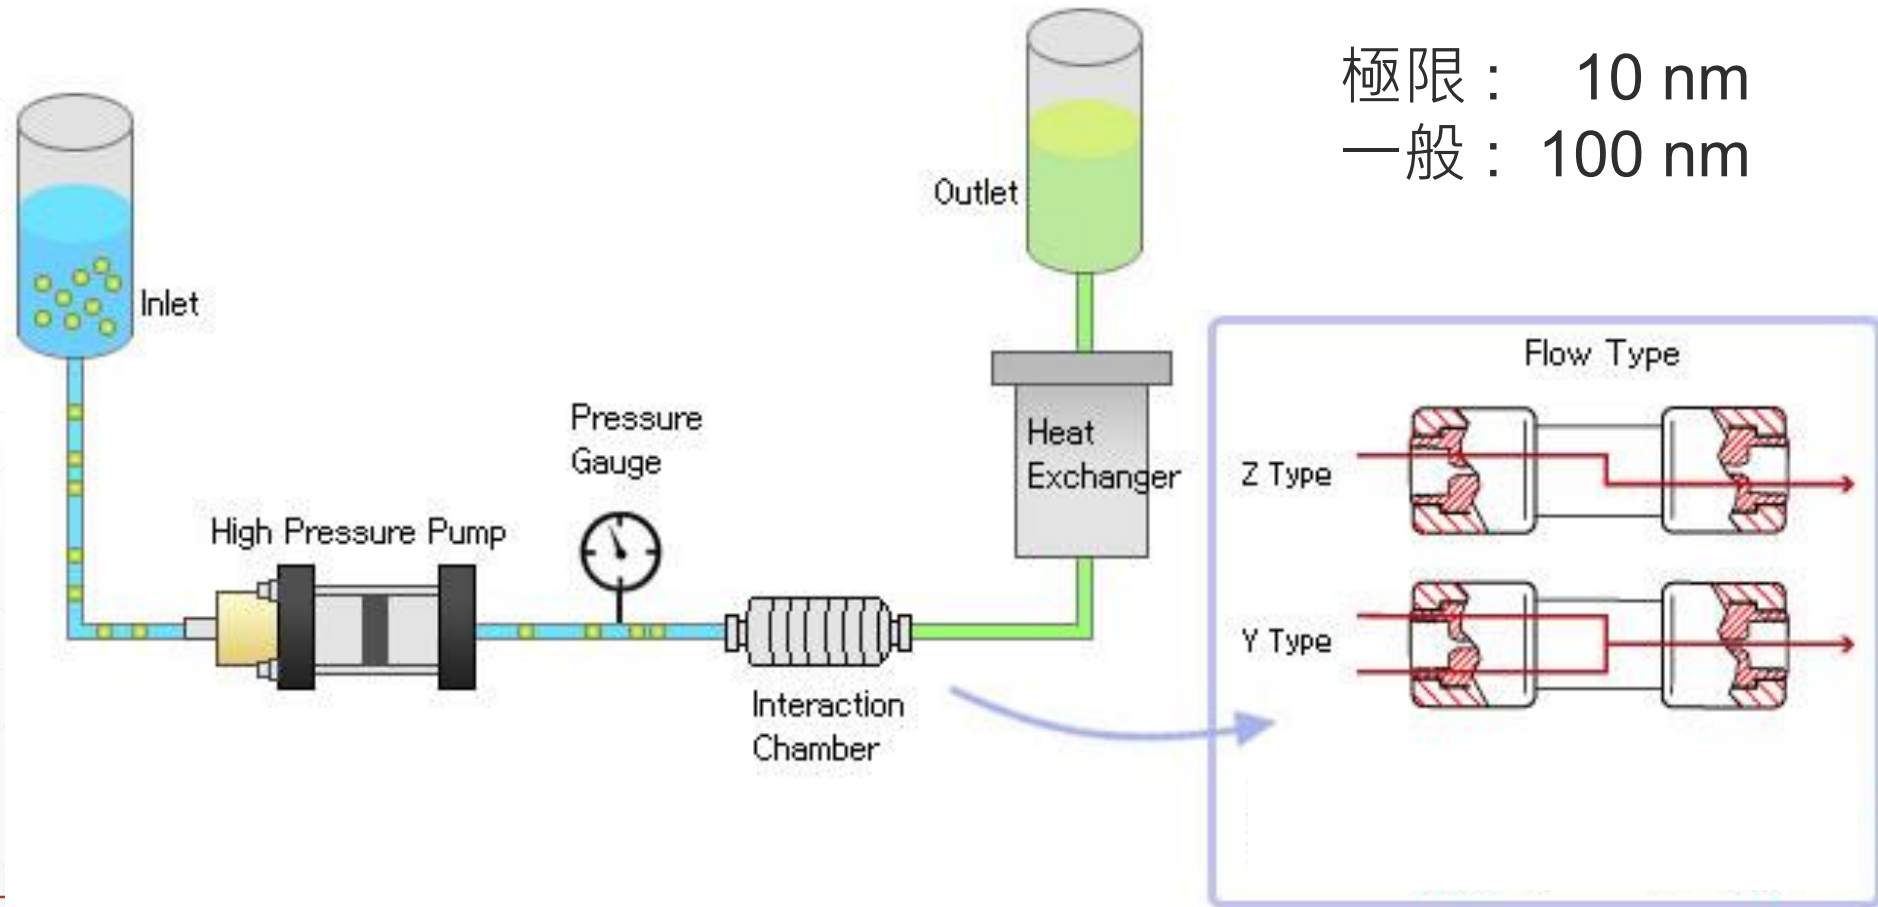 極限： 10 nm
一般：100 nm
Outlet
Inlet
Flow Type
Pressure
Gauge
Heat
Exchanger
Z Type
High Pressure Pump
Y Type
Interaction
Chamber